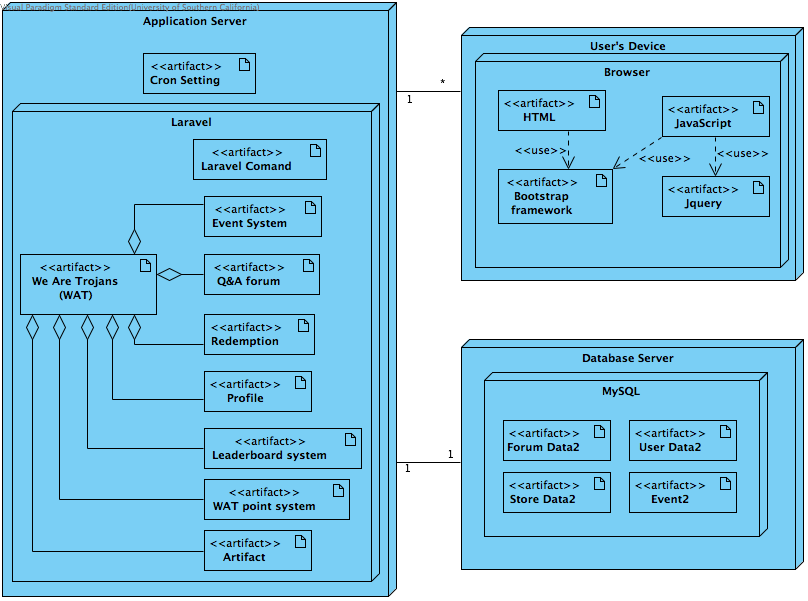 Visual Paradigm Standard Edition(University of Southern California)
Application Server
<<artifact>>
Cron Setting
Laravel
<<artifact>>
Laravel Comand
<<artifact>>
Event System
<<artifact>>
We Are Trojans
(WAT)
<<artifact>>
Q&A forum
<<artifact>>
Redemption
<<artifact>>
Profile
<<artifact>>
Leaderboard system
<<artifact>>
WAT point system
<<artifact>>
Artifact
1
*
User's Device
Browser
<<artifact>>
HTML
<<artifact>>
JavaScript
<<use>>
<<use>>
<<use>>
<<artifact>>
Bootstrap
framework
<<artifact>>
Jquery
1
1
Database Server
MySQL
<<artifact>>
Forum Data2
<<artifact>>
User Data2
<<artifact>>
Store Data2
<<artifact>>
Event2